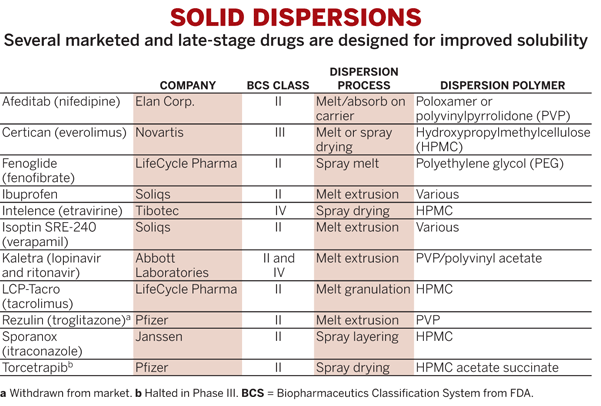 SOLID DISPERSIONS
Several marketed and late-stage drugs are designed for improved solubility
COMPANY BCS CLASS DISPERSION PROCESS DISPERSION POLYMER
Afeditab (nifedipine) Elan Corp. II Melt/absorb on carrier Poloxamer or polyvinylpyrrolidone (PVP)
Certican (everolimus) Novartis III Melt or spray drying Hydroxypropylmethylcellulose (HPMC)
Fenoglide (fenofibrate) LifeCycle Pharma II Spray melt Polyethylene glycol (PEG)
Ibuprofen Soliqs II Melt extrusion Various
Intelence (etravirine) Tibotec IV Spray drying HPMC
Isoptin SRE-240 (verapamil) Soliqs II Melt extrusion Various
Kaletra (lopinavir and ritonavir) Abbott Laboratories II and IV Melt extrusion PVP/polyvinyl acetate
LCP-Tacro (tacrolimus) LifeCycle Pharma II Melt granulation HPMC
Rezulin (troglitazone)a Pfizer II Melt extrusion PVP
Sporanox (itraconazole) Janssen II Spray layering HPMC
Torcetrapibb Pfizer II Spray drying HPMC acetate succinate
a Withdrawn from market. b Halted in Phase III. BCS = Biopharmaceutics Classification System from FDA.